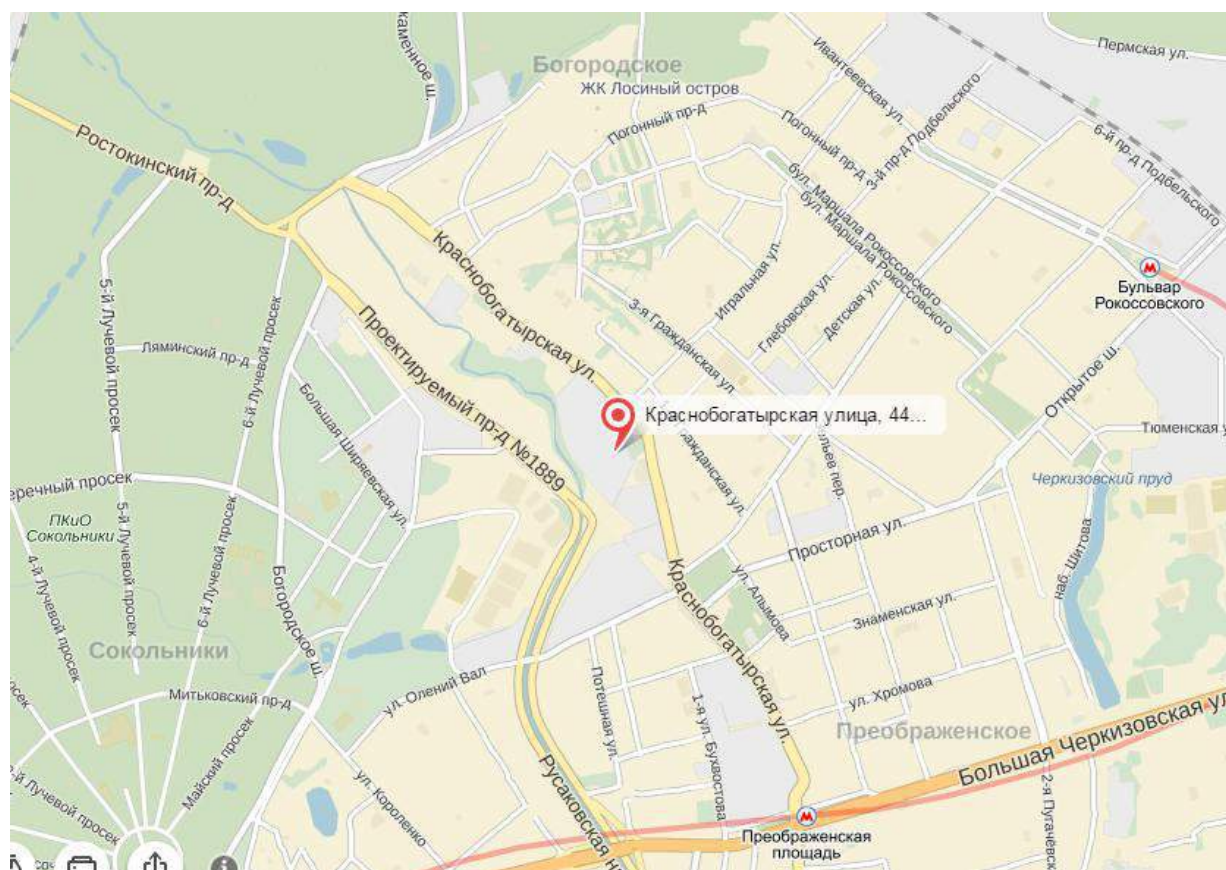 каменное ш.
Богородское
ЖК Лосиный остров
Ивантеевская ул.
Пермская ул.
Погонный пр-д
Погонный пр-д
3-й пр-д Подбельского
6-й пр-д Подбельского
Ростокинский пр-д
бул. Маршала Рокоссовского
бул. Маршала Рокоссовского
Краснобогатырская ул.
Бульвар
Рокоссовского
5-й Лучевой просек
6-й Лучевой просек
Игральная ул.
Глебовская ул.
Детская ул.
3-я Гражданская ул.
Проектируемый пр-д №1889
Ляминский пр-д
Большая Ширяевская ул.
Открытое ш.
Краснобогатырская улица, 44...
Гражданская ул.
Тюменская у
речный просек
ПКиО
Сокольники
5-й Лучевой просек
4-й Лучевой просек
6-й Лучевой просек
Черкизовский пруд
Просторная ул.
наб. Шитова
Богородское ш.
Краснобогатырская ул.
ул. Алымова
Знаменская ул.
Сокольники
Митьковский пр-д
ул. Олений Вал
Потешная ул.
1-я ул. Бухвостова
ул. Хромова
Преображенское
Большая Черкизовская ул
Майский просек
й Лучевой просек
ул. Короленко
Русаковская н
2-я Пугачёвск
Преображенская
площадь